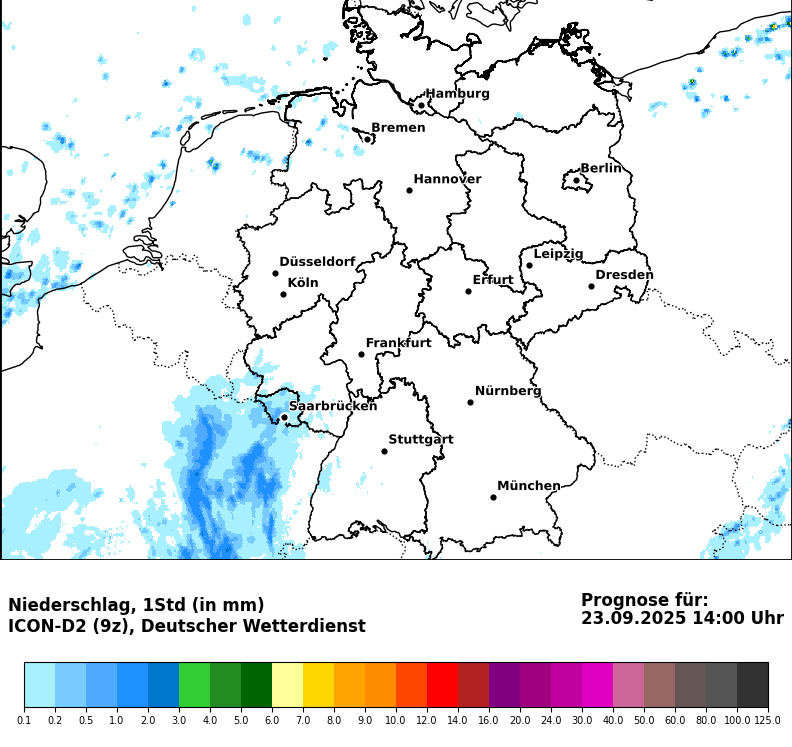 Hamburg
Bremen
Berlin
Hannover
Leipzig
Düsseldorf
Dresden
Köln
Erfurt
Frankfurt
Nürnberg
Saarbrücken
Stuttgart
München
Niederschlag, 1Std (in mm)
ICON-D2 (9z), Deutscher Wetterdienst
Prognose für:
23.09.2025 14:00 Uhr
0.1 0.2 0.5 1.0 2.0 3.0 4.0 5.0 6.0 7.0 8.0 9.0 10.0 12.0 14.0 16.0 20.0 24.0 30.0 40.0 50.0 60.0 80.0 100.0 125.0